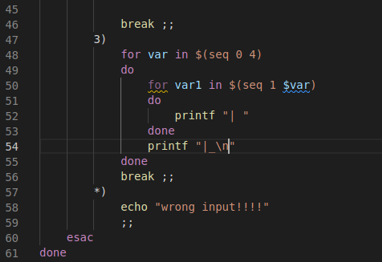 45
46 break ;;
47 3)
48 for var in $(seq 0 4)
49 do
50 for var1 in $(seq 1 $var)
51 do
52 printf "| "
53 done
54 printf "|_\n"
55 done
56 break ;;
57 *)
58 echo "wrong input!!!!"
59 ;;
60 esac
61 done